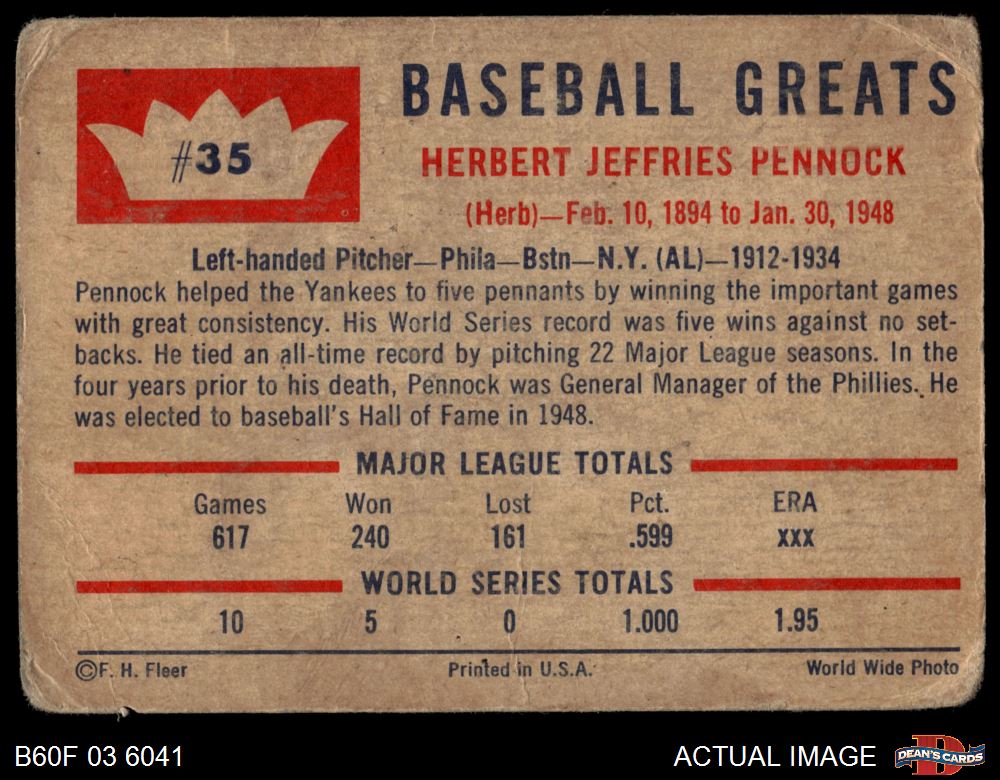 #35
BASEBALL GREATS
HERBERT JEFFRIES PENNOCK
(Herb)—Feb. 10, 1894 to Jan. 30, 1948
Left-handed Pitcher—Phila—Bstn—N.Y. (AL)—1912-1934
Pennock helped the Yankees to five pennants by winning the important games
with great consistency. His World Series record was five wins against no set-
backs. He tied an all-time record by pitching 22 Major League seasons. In the
four years prior to his death, Pennock was General Manager of the Phillies. He
was elected to baseball's Hall of Fame in 1948.
MAJOR LEAGUE TOTALS
Games Won Lost Pct. ERA
617 240 161 .599 xxx
WORLD SERIES TOTALS
10 5 0 1.000 1.95
©F. H. Fleer Printed in U.S.A. World Wide Photo
B60F 03 6041 ACTUAL IMAGE DEAN'S CARDS